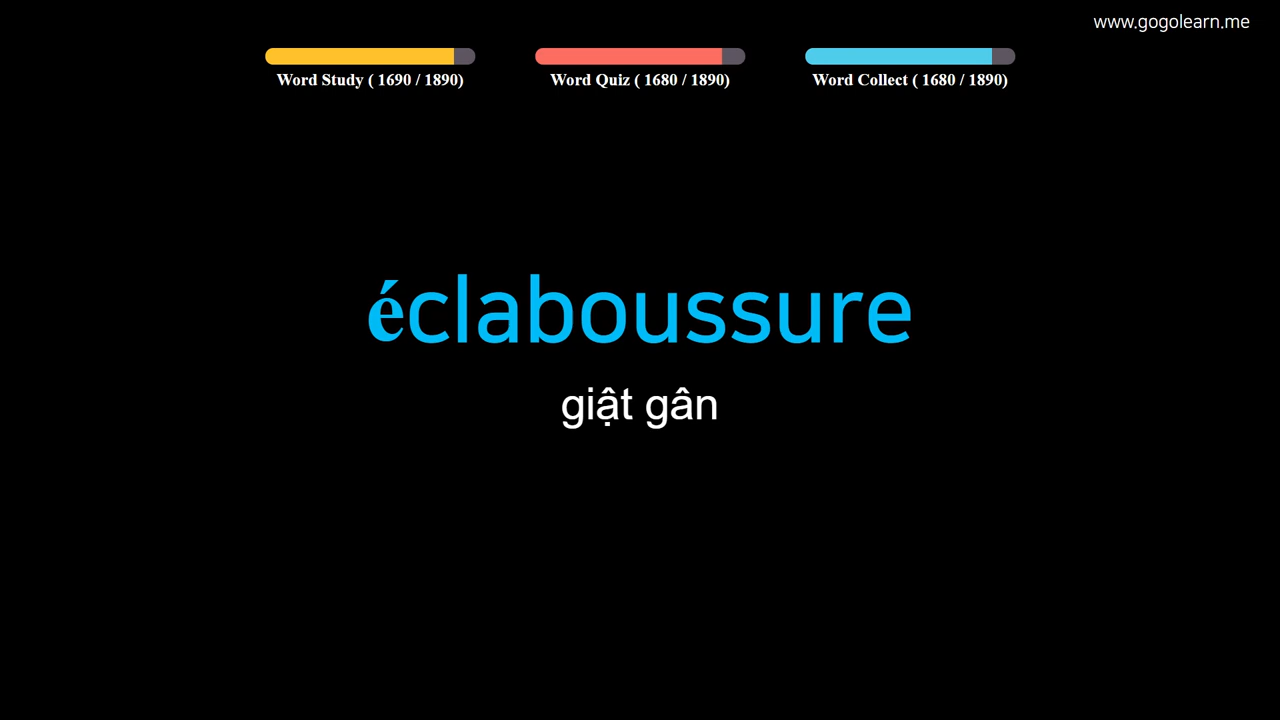 www.gogolearn.me
Word Study ( 1690 / 1890)
Word Quiz ( 1680 / 1890)
Word Collect ( 1680 / 1890)
éclaboussure
giật gân